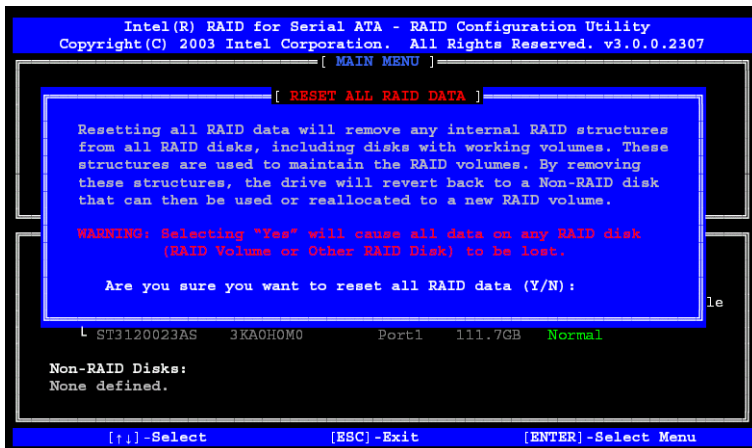 Intel(R) RAID for Serial ATA - RAID Configuration Utility
Copyright(C) 2003 Intel Corporation. All Rights Reserved. v3.0.0.2307
[ MAIN MENU ]
[ RESET ALL RAID DATA ]
Resetting all RAID data will remove any internal RAID structures
from all RAID disks, including disks with working volumes. These
structures are used to maintain the RAID volumes. By removing
these structures, the drive will revert back to a Non-RAID disk
that can then be used or reallocated to a new RAID volume.
WARNING: Selecting “Yes” will cause all data on any RAID disk
(RAID Volume or Other RAID Disk) to be lost.
Are you sure you want to reset all RAID data (Y/N):
le
ST3120023AS 3KA0H0M0 Port1 111.7GB Normal
Non-RAID Disks:
None defined.
[↑↓]-Select [ESC]-Exit [ENTER]-Select Menu